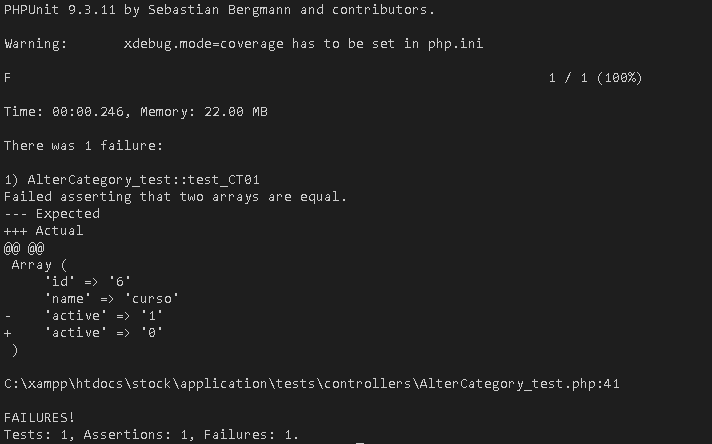 PHPUnit 9.3.11 by Sebastian Bergmann and contributors.
Warning:       xdebug.mode=coverage has to be set in php.ini
F                                                                   1 / 1 (100%)
Time: 00:00.246, Memory: 22.00 MB
There was 1 failure:
1) AlterCategory_test::test_CT01
Failed asserting that two arrays are equal.
--- Expected
+++ Actual
@@ @@
 Array (
     'id' => '6'
     'name' => 'curso'
-    'active' => '1'
+    'active' => '0'
 )
C:\xampp\htdocs\stock\application\tests\controllers\AlterCategory_test.php:41
FAILURES!
Tests: 1, Assertions: 1, Failures: 1.